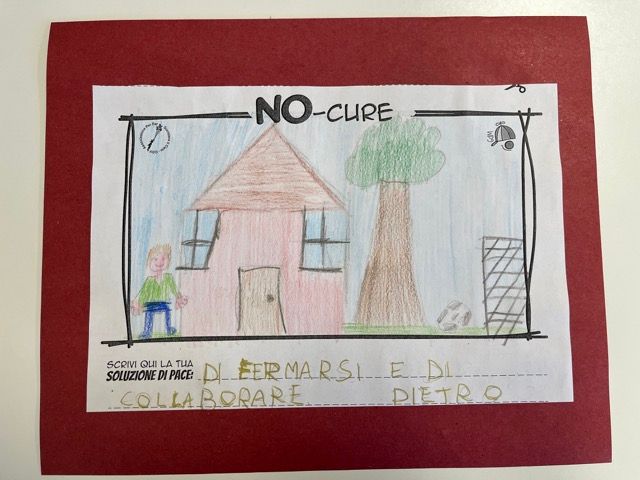 NO-CURE
SCRIVI QUI LA TUA
SOLUZIONE DI PACE: DI FERMARSI E DI
COLLABORARE PIETRO